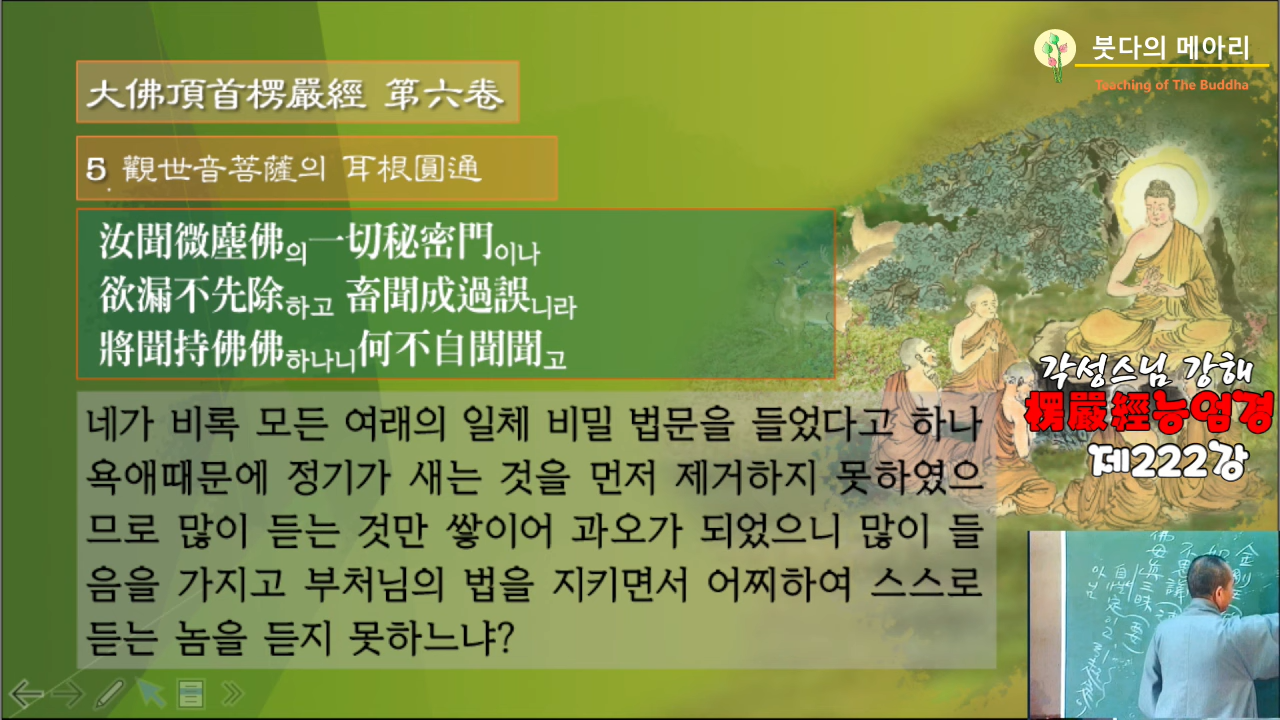 붓다의 메아리
Teaching of The Buddha
大佛頂首楞嚴經 第六卷
5. 觀世音菩薩의 耳根圓通
汝聞微塵佛의一切秘密門이나
欲漏不先除하고 畜聞成過誤니라
將聞持佛佛하나니何不自聞聞고
네가 비록 모든 여래의 일체 비밀 법문을 들었다고 하나
욕애때문에 정기가 새는 것을 먼저 제거하지 못하였으
므로 많이 듣는 것만 쌓이어 과오가 되었으니 많이 들
음을 가지고 부처님의 법을 지키면서 어찌하여 스스로
듣는 놈을 듣지 못하느냐?
각성스님 강해
楞嚴經능엄경
제222강